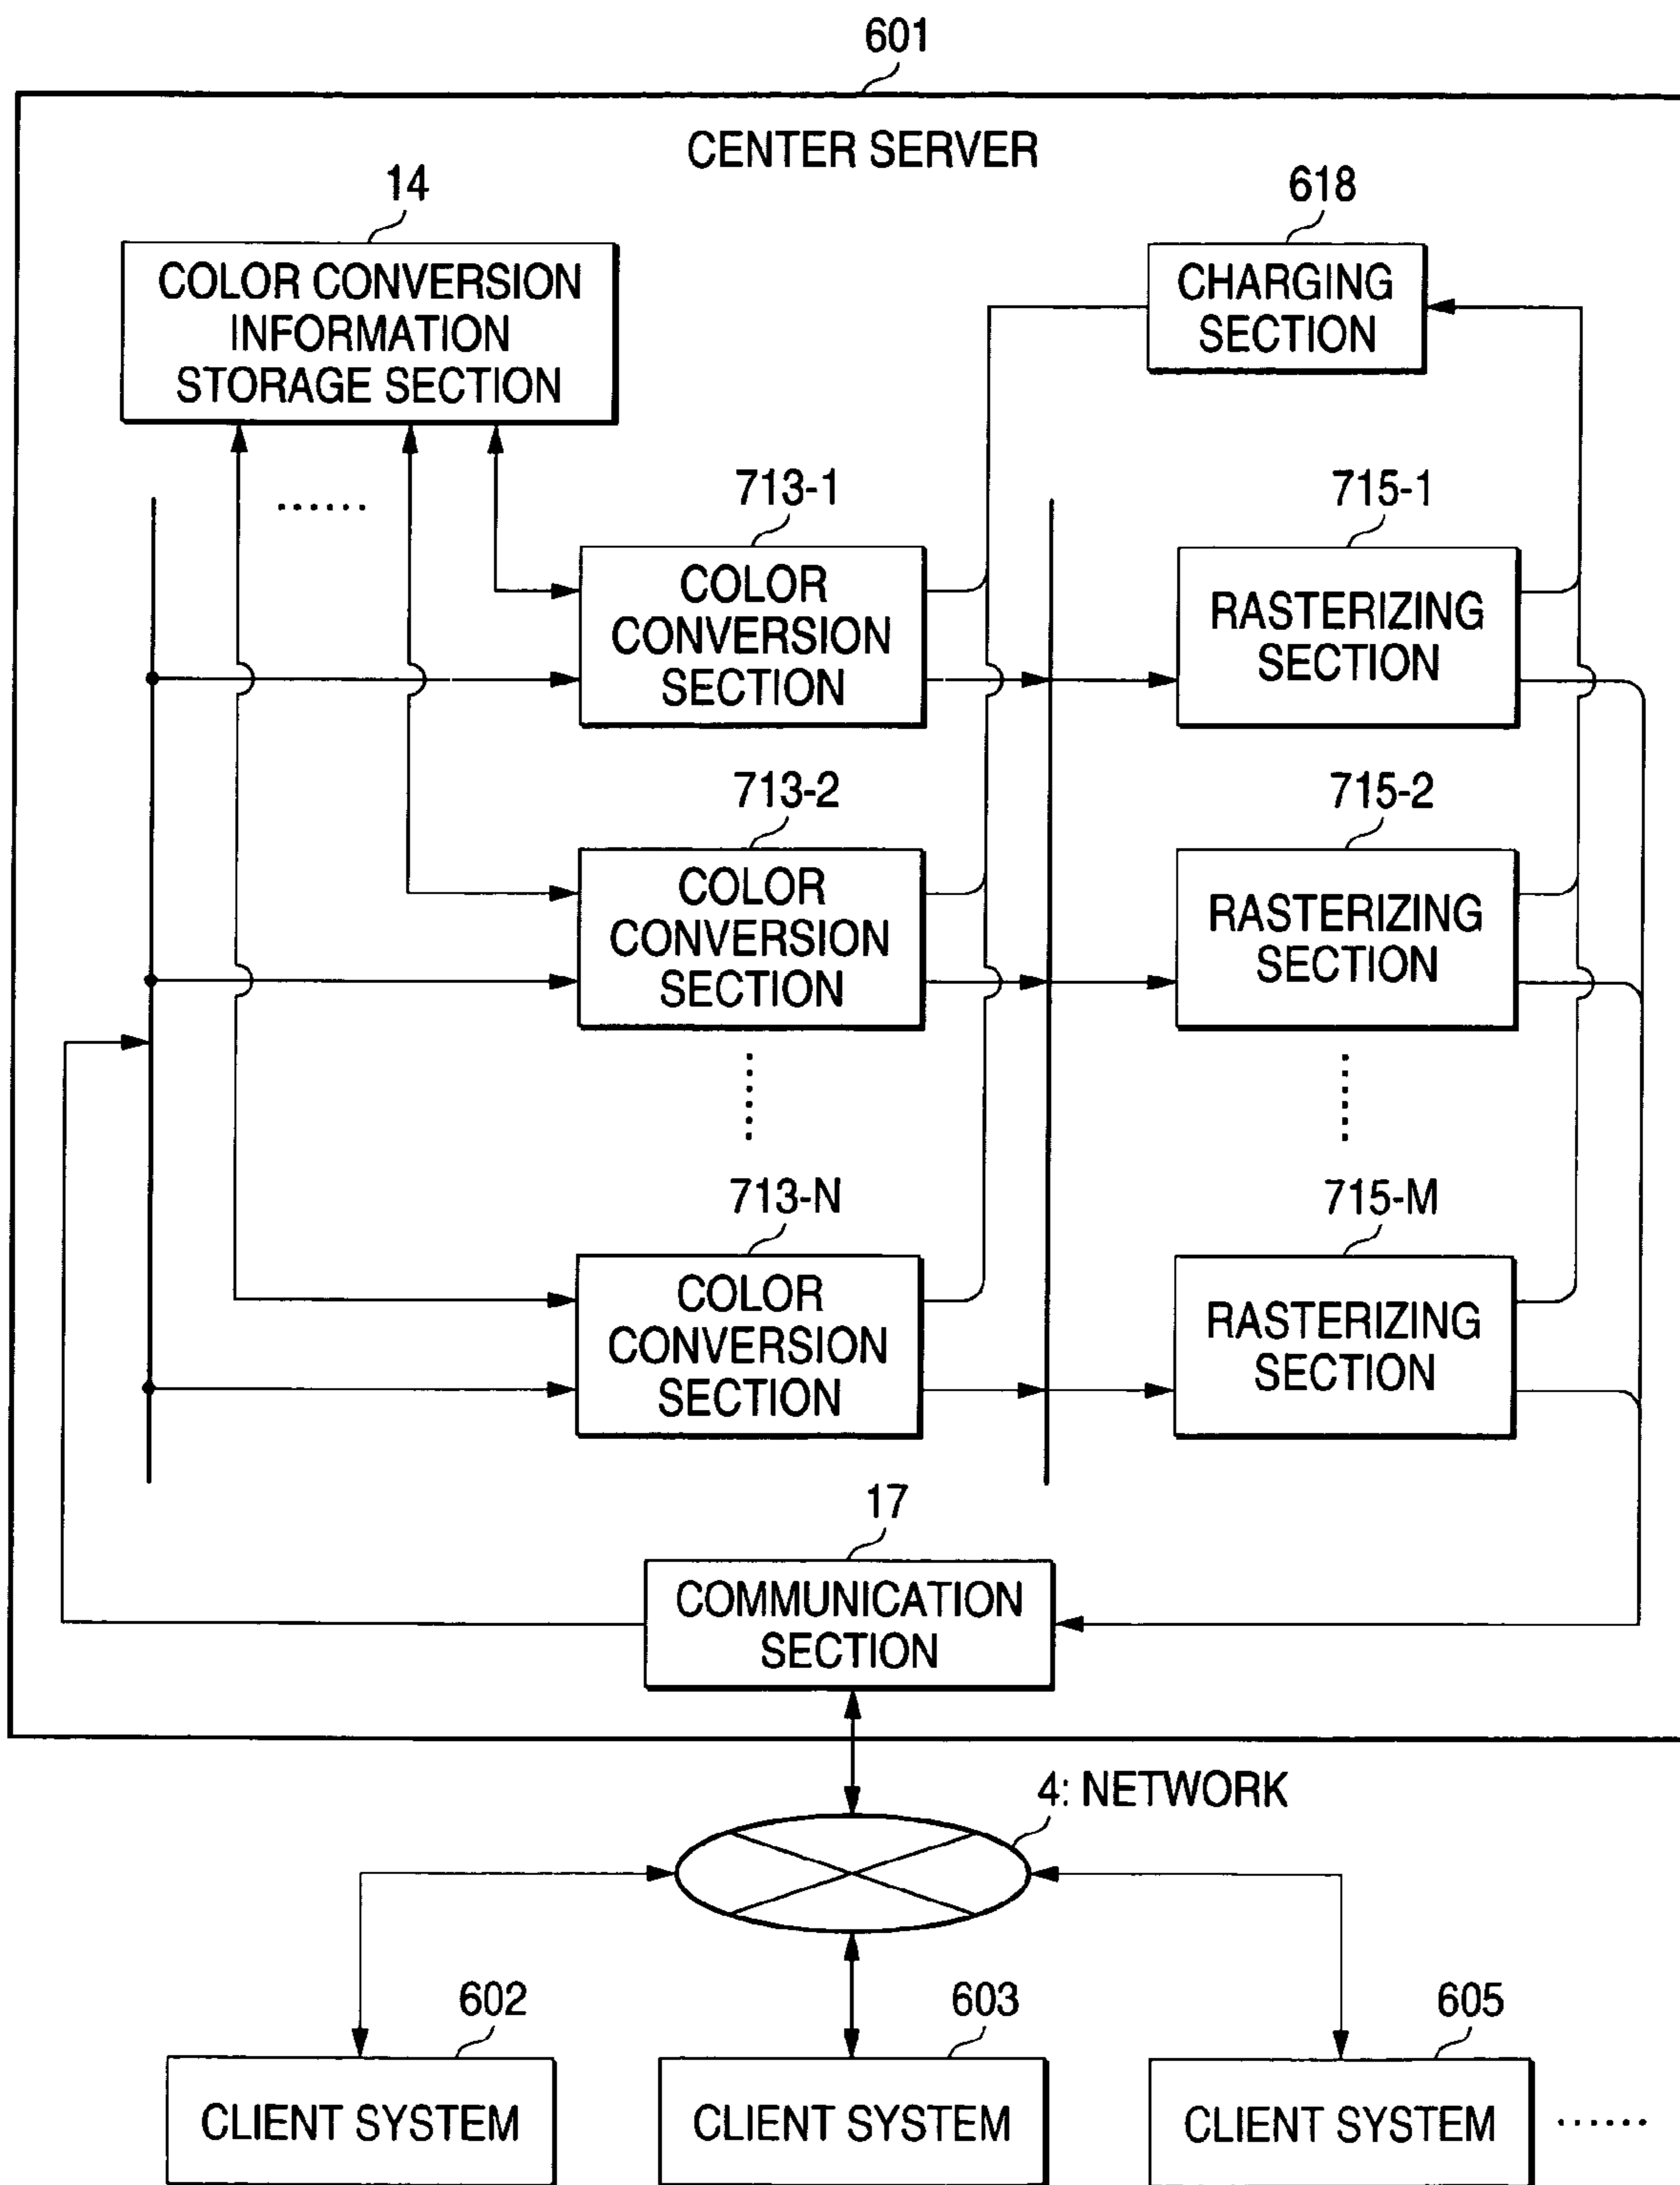 601
CENTER SERVER
14
618
COLOR CONVERSION
INFORMATION
STORAGE SECTION
CHARGING
SECTION
......
713-1
715-1
COLOR
CONVERSION
SECTION
RASTERIZING
SECTION
713-2
715-2
COLOR
CONVERSION
SECTION
RASTERIZING
SECTION
713-N
715-M
COLOR
CONVERSION
SECTION
RASTERIZING
SECTION
17
COMMUNICATION
SECTION
4: NETWORK
602
603
605
CLIENT SYSTEM
CLIENT SYSTEM
CLIENT SYSTEM
......